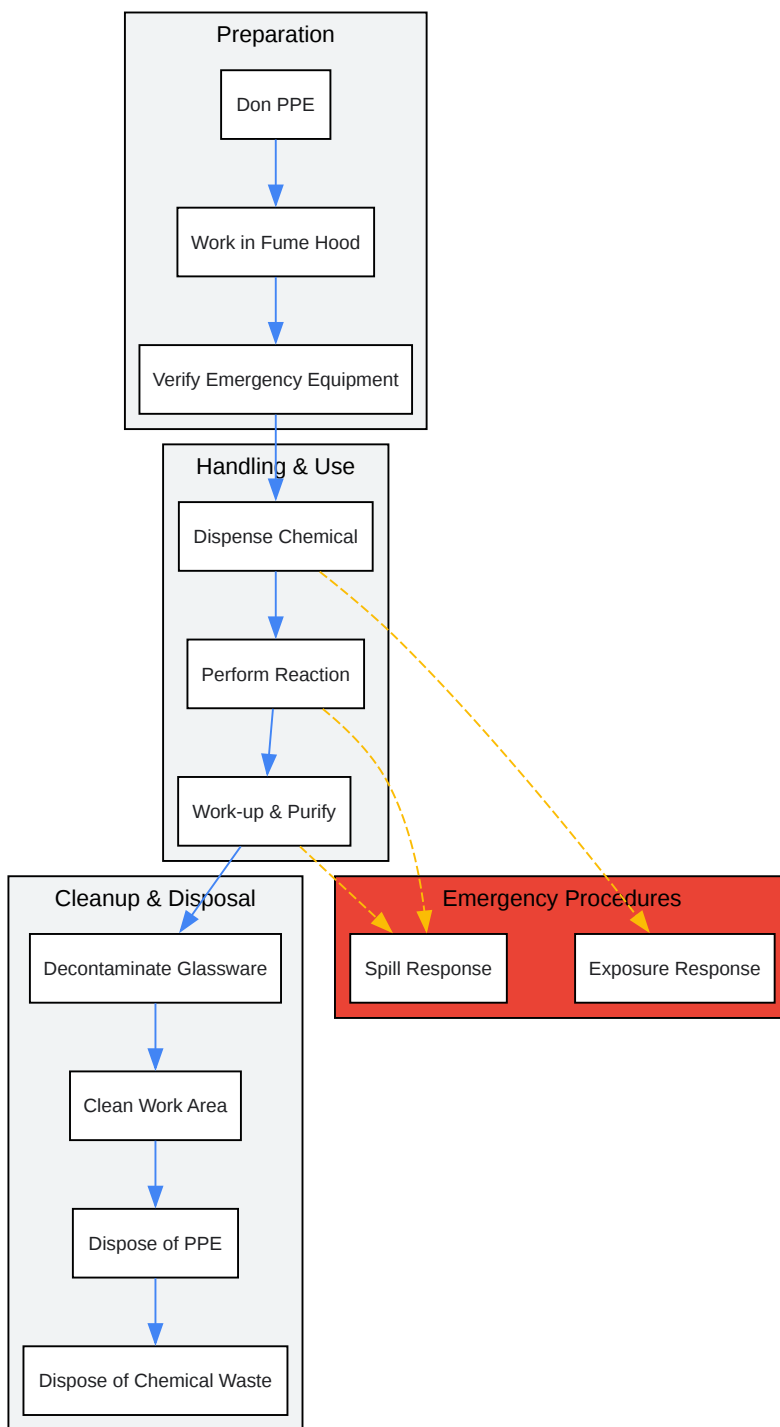 Preparation
Don PPE
Work in Fume Hood
Verify Emergency Equipment
Handling & Use
Dispense Chemical
Perform Reaction
Work-up & Purify
Cleanup & Disposal
Decontaminate Glassware
Clean Work Area
Dispose of PPE
Dispose of Chemical Waste
Emergency Procedures
Spill Response
Exposure Response